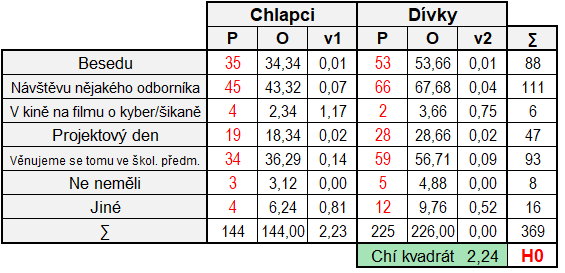 Chlapci Dívky
P O v1 P O v2 ∑
Besedu 35 34,34 0,01 53 53,66 0,01 88
Návštěvu nějakého odborníka 45 43,32 0,07 66 67,68 0,04 111
V kině na filmu o kyber/šikaně 4 2,34 1,17 2 3,66 0,75 6
Projektový den 19 18,34 0,02 28 28,66 0,02 47
Věnujeme se tomu ve škol. předm. 34 36,29 0,14 59 56,71 0,09 93
Ne neměli 3 3,12 0,00 5 4,88 0,00 8
Jiné 4 6,24 0,81 12 9,76 0,52 16
∑ 144 144,00 2,23 225 226,00 0,00 369
Chí kvadrát 2,24 H0